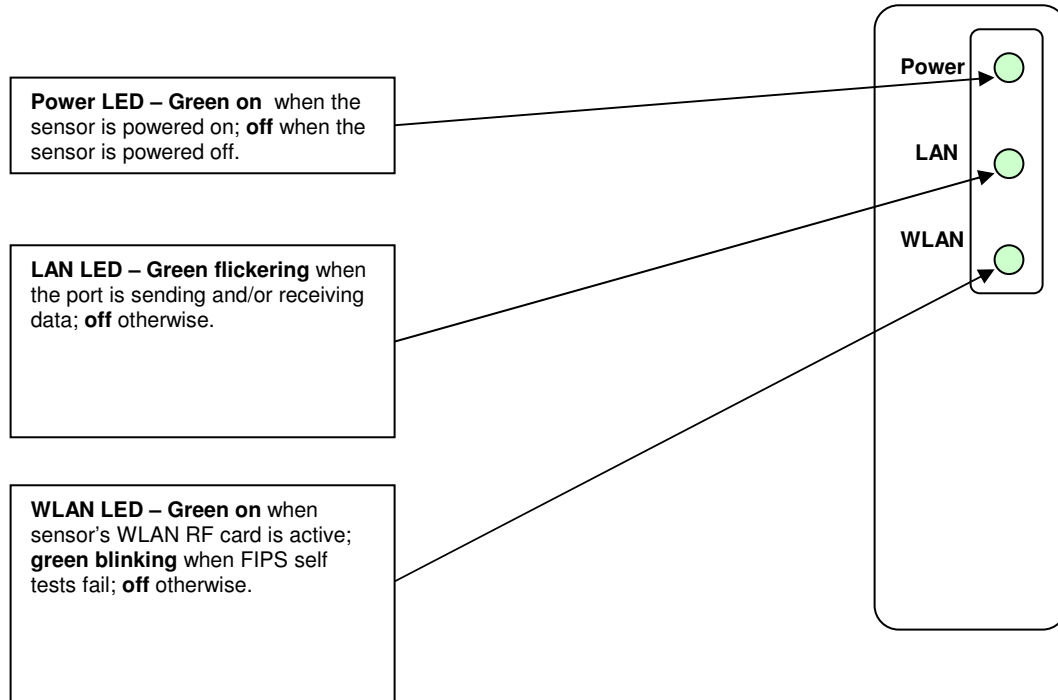 Power LED – Green on when the
sensor is powered on; off when the
sensor is powered off.
LAN LED – Green flickering when
the port is sending and/or receiving
data; off otherwise.
WLAN LED – Green on when
sensor's WLAN RF card is active;
green blinking when FIPS self
tests fail; off otherwise.
Power
LAN
WLAN